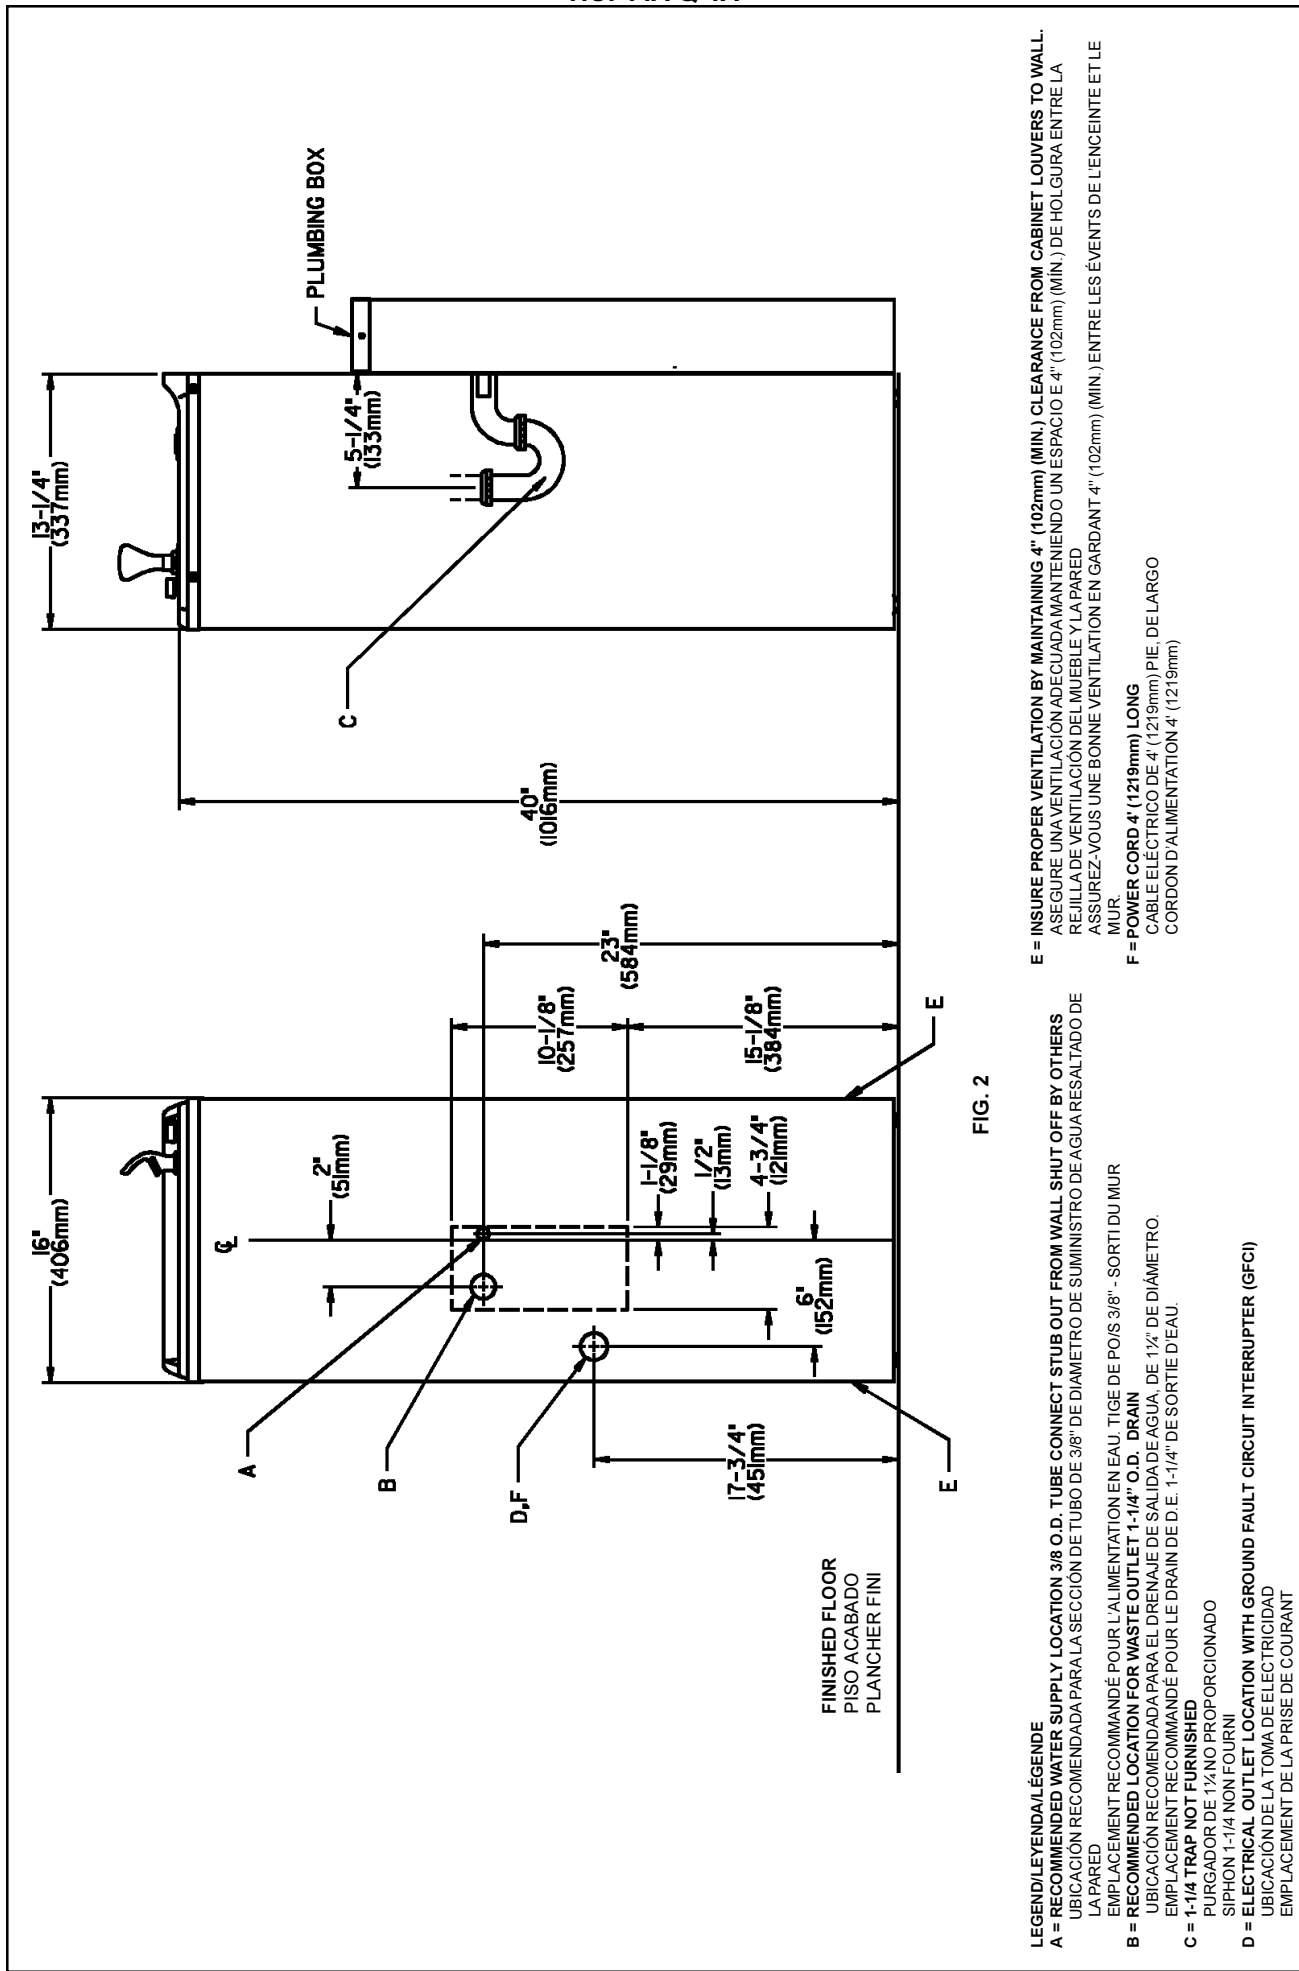 16"
(406mm)
℄
2"
(51mm)
A
B
D,F
1-1/8"
(29mm)
1/2"
(13mm)
4-3/4"
(121mm)
6"
(152mm)
17-3/4"
(451mm)
E
E
10-1/8"
(257mm)
15-1/8"
(384mm)
23"
(584mm)
40"
(1016mm)
13-1/4"
(337mm)
5-1/4"
(133mm)
C
PLUMBING BOX
FINISHED FLOOR
PISO ACABADO
PLANCHER FINI
FIG. 2
LEGEND/LEYENDA/LÉGENDE
A = RECOMMENDED WATER SUPPLY LOCATION 3/8 O.D. TUBE CONNECT STUB OUT FROM WALL SHUT OFF BY OTHERS
UBICACIÓN RECOMENDADA PARA LA SECCIÓN DE TUBO DE 3/8" DE DIAMETRO DE SUMINISTRO DE AGUA RESALTADO DE
LA PARED
EMPLACEMENT RECOMMANDÉ POUR L'ALIMENTATION EN EAU. TIGE DE PO/S 3/8" - SORTI DU MUR
B = RECOMMENDED LOCATION FOR WASTE OUTLET 1-1/4" O.D. DRAIN
UBICACIÓN RECOMENDADA PARA EL DRENAJE DE SALIDA DE AGUA, DE 1¼" DE DIÁMETRO.
EMPLACEMENT RECOMMANDÉ POUR LE DRAIN DE D.E. 1-1/4" DE SORTIE D'EAU.
C = 1-1/4 TRAP NOT FURNISHED
PURGADOR DE 1¼ NO PROPORCIONADO
SIPHON 1-1/4 NON FOURNI
D = ELECTRICAL OUTLET LOCATION WITH GROUND FAULT CIRCUIT INTERRUPTER (GFCI)
UBICACIÓN DE LA TOMA DE ELECTRICIDAD
EMPLACEMENT DE LA PRISE DE COURANT
E = INSURE PROPER VENTILATION BY MAINTAINING 4" (102mm) (MIN.) CLEARANCE FROM CABINET LOUVERS TO WALL.
ASEGURE UNA VENTILACIÓN ADECUADA MANTENIENDO UN ESPACIO E 4" (102mm) (MÍN.) DE HOLGURA ENTRE LA
REJILLA DE VENTILACIÓN DEL MUEBLE Y LA PARED
ASSUREZ-VOUS UNE BONNE VENTILATION EN GARDANT 4" (102mm) (MIN.) ENTRE LES ÉVENTS DE L'ENCEINTE ET LE
MUR.
F = POWER CORD 4' (1219mm) LONG
CABLE ELÉCTRICO DE 4' (1219mm) PIE, DE LARGO
CORDON D'ALIMENTATION 4' (1219mm)